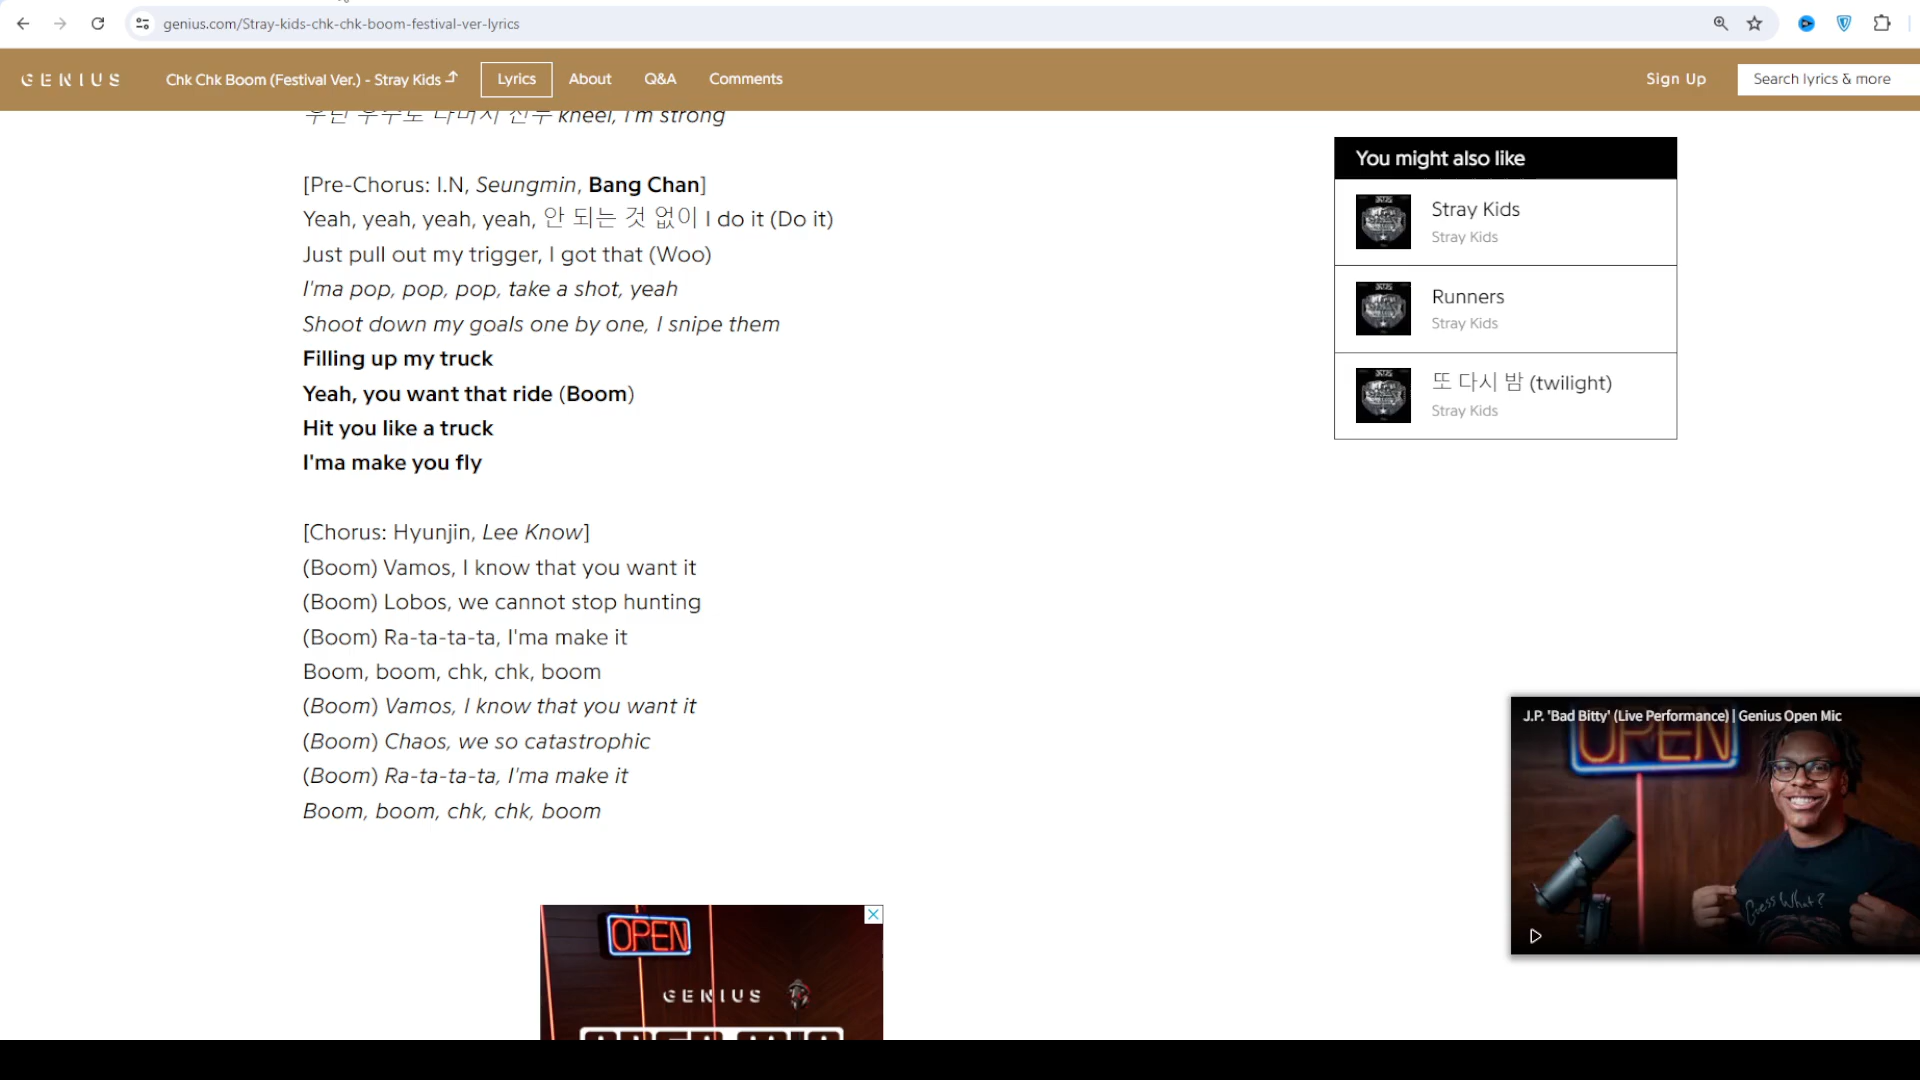 genius.com/Stray-kids-chk-chk-boom-festival-ver-lyrics
GENIUS
Chk Chk Boom (Festival Ver.) - Stray Kids
Lyrics
About
Q&A
Comments
Sign Up
Search lyrics & more
kneel, I'm strong
[Pre-Chorus: I.N, Seungmin, Bang Chan]
Yeah, yeah, yeah, yeah, 안 되는 것 없이 I do it (Do it)
Just pull out my trigger, I got that (Woo)
I'ma pop, pop, pop, take a shot, yeah
Shoot down my goals one by one, I snipe them
Filling up my truck
Yeah, you want that ride (Boom)
Hit you like a truck
I'ma make you fly
[Chorus: Hyunjin, Lee Know]
(Boom) Vamos, I know that you want it
(Boom) Lobos, we cannot stop hunting
(Boom) Ra-ta-ta-ta, I'ma make it
Boom, boom, chk, chk, boom
(Boom) Vamos, I know that you want it
(Boom) Chaos, we so catastrophic
(Boom) Ra-ta-ta-ta, I'ma make it
Boom, boom, chk, chk, boom
You might also like
Stray Kids
Stray Kids
Runners
Stray Kids
또 다시 밤 (twilight)
Stray Kids
J.P. 'Bad Bitty' (Live Performance) | Genius Open Mic
OPEN
Guess What?
OPEN
GENIUS
OPEN MIC